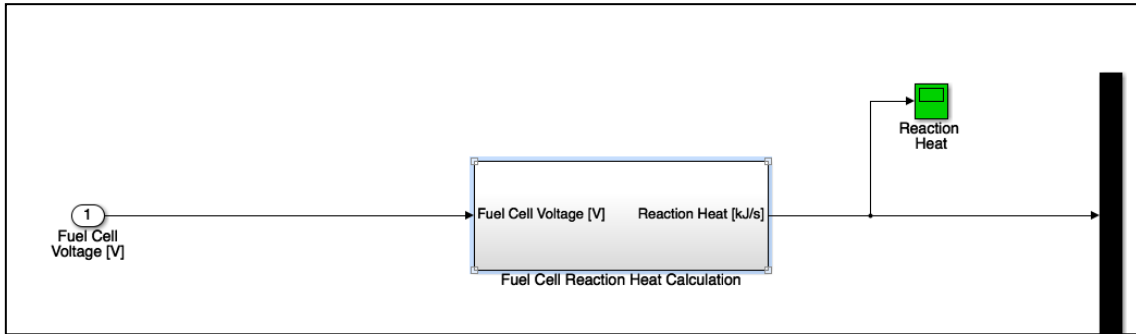 Reaction
Heat
1
Fuel Cell Voltage [V]
Reaction Heat [kJ/s]
Fuel Cell
Voltage [V]
Fuel Cell Reaction Heat Calculation